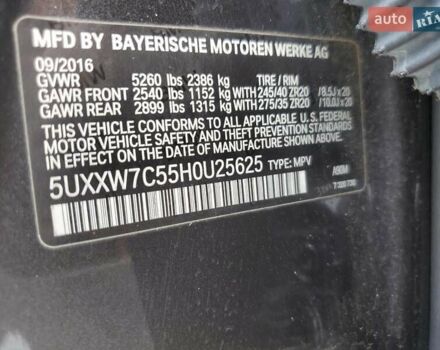 auto RIA
MFD BY BAYERISCHE MOTOREN WERKE AG
09/2016
GVWR 5260 lbs 2386 kg TIRE / RIM
GAWR FRONT 2540 lbs 1152 kg WITH 245/40 ZR20 / 8.5J x 20
GAWR REAR 2899 lbs 1315 kg WITH 275/35 ZR20 / 10.0J x 20
THIS VEHICLE CONFORMS TO ALL APPLICABLE U.S. FEDERAL
MOTOR VEHICLE SAFETY AND THEFT PREVENTION STANDARDS
IN EFFECT ON THE DATE OF MANUFACTURE SHOWN ABOVE.
5UXXW7C55H0U25625 TYPE: MPV
A90M